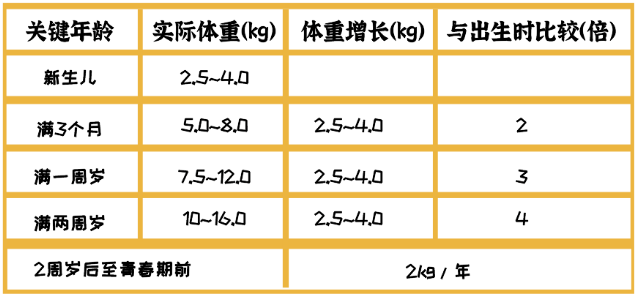 关键年龄 实际体重(kg) 体重增长(kg) 与出生时比较(倍)
新生儿 2.5~4.0
满3个月 5.0~8.0 2.5~4.0 2
满一周岁 7.5~12.0 2.5~4.0 3
满两周岁 10~16.0 2.5~4.0 4
2周岁后至青春期前 2kg / 年